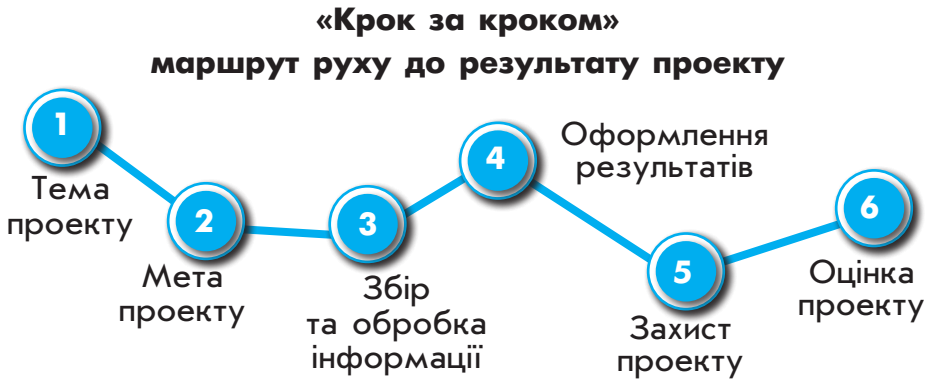 «Крок за кроком»
маршрут руху до результату проекту
1
Тема
проекту
2
Мета
проекту
3
Збір
та обробка
інформації
4
Оформлення
результатів
5
Захист
проекту
6
Оцінка
проекту